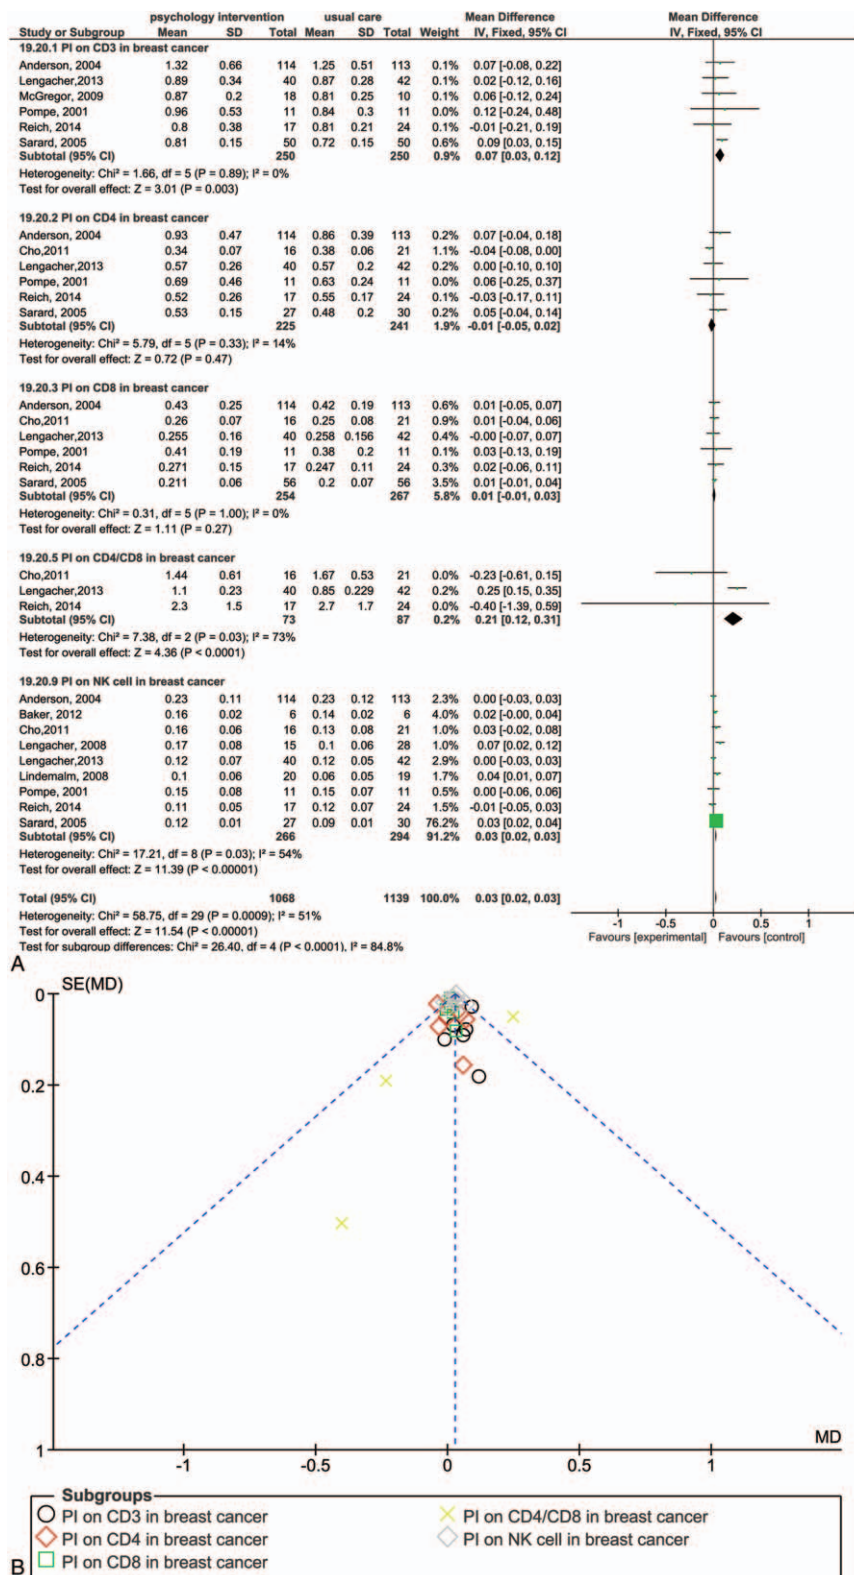 psychology intervention usual care Mean Difference Mean Difference
Study or Subgroup Mean SD Total Mean SD Total Weight IV, Fixed, 95% CI IV, Fixed, 95% CI
19.20.1 PI on CD3 in breast cancer
Anderson, 2004 1.32 0.66 114 1.25 0.51 113 0.1% 0.07 [-0.08, 0.22]
Lengacher,2013 0.89 0.34 40 0.87 0.28 42 0.1% 0.02 [-0.12, 0.16]
McGregor, 2009 0.87 0.2 18 0.81 0.25 10 0.1% 0.06 [-0.12, 0.24]
Pompe, 2001 0.96 0.53 11 0.84 0.3 11 0.0% 0.12 [-0.24, 0.48]
Reich, 2014 0.8 0.38 17 0.81 0.21 24 0.1% -0.01 [-0.21, 0.19]
Sarard, 2005 0.81 0.15 50 0.72 0.15 50 0.6% 0.09 [0.03, 0.15]
Subtotal (95% CI) 250 250 0.9% 0.07 [0.03, 0.12]
Heterogeneity: Chi² = 1.66, df = 5 (P = 0.89); I² = 0%
Test for overall effect: Z = 3.01 (P = 0.003)
19.20.2 PI on CD4 in breast cancer
Anderson, 2004 0.93 0.47 114 0.86 0.39 113 0.2% 0.07 [-0.04, 0.18]
Cho,2011 0.34 0.07 16 0.38 0.06 21 1.1% -0.04 [-0.08, 0.00]
Lengacher,2013 0.57 0.26 40 0.57 0.2 42 0.2% 0.00 [-0.10, 0.10]
Pompe, 2001 0.69 0.46 11 0.63 0.24 11 0.0% 0.06 [-0.25, 0.37]
Reich, 2014 0.52 0.26 17 0.55 0.17 24 0.1% -0.03 [-0.17, 0.11]
Sarard, 2005 0.53 0.15 27 0.48 0.2 30 0.2% 0.05 [-0.04, 0.14]
Subtotal (95% CI) 225 241 1.9% -0.01 [-0.05, 0.02]
Heterogeneity: Chi² = 5.79, df = 5 (P = 0.33); I² = 14%
Test for overall effect: Z = 0.72 (P = 0.47)
19.20.3 PI on CD8 in breast cancer
Anderson, 2004 0.43 0.25 114 0.42 0.19 113 0.6% 0.01 [-0.05, 0.07]
Cho,2011 0.26 0.07 16 0.25 0.08 21 0.9% 0.01 [-0.04, 0.06]
Lengacher,2013 0.255 0.16 40 0.258 0.156 42 0.4% -0.00 [-0.07, 0.07]
Pompe, 2001 0.41 0.19 11 0.38 0.2 11 0.1% 0.03 [-0.13, 0.19]
Reich, 2014 0.271 0.15 17 0.247 0.11 24 0.3% 0.02 [-0.06, 0.11]
Sarard, 2005 0.211 0.06 56 0.2 0.07 56 3.5% 0.01 [-0.01, 0.04]
Subtotal (95% CI) 254 267 5.8% 0.01 [-0.01, 0.03]
Heterogeneity: Chi² = 0.31, df = 5 (P = 1.00); I² = 0%
Test for overall effect: Z = 1.11 (P = 0.27)
19.20.5 PI on CD4/CD8 in breast cancer
Cho,2011 1.44 0.61 16 1.67 0.53 21 0.0% -0.23 [-0.61, 0.15]
Lengacher,2013 1.1 0.23 40 0.85 0.229 42 0.2% 0.25 [0.15, 0.35]
Reich, 2014 2.3 1.5 17 2.7 1.7 24 0.0% -0.40 [-1.39, 0.59]
Subtotal (95% CI) 73 87 0.2% 0.21 [0.12, 0.31]
Heterogeneity: Chi² = 7.38, df = 2 (P = 0.03); I² = 73%
Test for overall effect: Z = 4.36 (P < 0.0001)
19.20.9 PI on NK cell in breast cancer
Anderson, 2004 0.23 0.11 114 0.23 0.12 113 2.3% 0.00 [-0.03, 0.03]
Baker, 2012 0.16 0.02 6 0.14 0.02 6 4.0% 0.02 [-0.00, 0.04]
Cho,2011 0.16 0.06 16 0.13 0.08 21 1.0% 0.03 [-0.02, 0.08]
Lengacher, 2008 0.17 0.08 15 0.1 0.06 28 1.0% 0.07 [0.02, 0.12]
Lengacher,2013 0.12 0.07 40 0.12 0.05 42 2.9% 0.00 [-0.03, 0.03]
Lindemalm, 2008 0.1 0.06 20 0.06 0.05 19 1.7% 0.04 [0.01, 0.07]
Pompe, 2001 0.15 0.08 11 0.15 0.07 11 0.5% 0.00 [-0.06, 0.06]
Reich, 2014 0.11 0.05 17 0.12 0.07 24 1.5% -0.01 [-0.05, 0.03]
Sarard, 2005 0.12 0.01 27 0.09 0.01 30 76.2% 0.03 [0.02, 0.04]
Subtotal (95% CI) 266 294 91.2% 0.03 [0.02, 0.03]
Heterogeneity: Chi² = 17.21, df = 8 (P = 0.03); I² = 54%
Test for overall effect: Z = 11.39 (P < 0.00001)
Total (95% CI) 1068 1139 100.0% 0.03 [0.02, 0.03]
Heterogeneity: Chi² = 58.75, df = 29 (P = 0.0009); I² = 51%
Test for overall effect: Z = 11.54 (P < 0.00001)
Test for subgroup differences: Chi² = 26.40, df = 4 (P < 0.0001), I² = 84.8%
-1 -0.5 0 0.5 1
Favours [experimental] Favours [control]
A
SE(MD)
0
0.2
0.4
0.6
0.8
1
MD
-1 -0.5 0 0.5 1
Subgroups
PI on CD3 in breast cancer PI on CD4/CD8 in breast cancer
PI on CD4 in breast cancer PI on NK cell in breast cancer
PI on CD8 in breast cancer
B